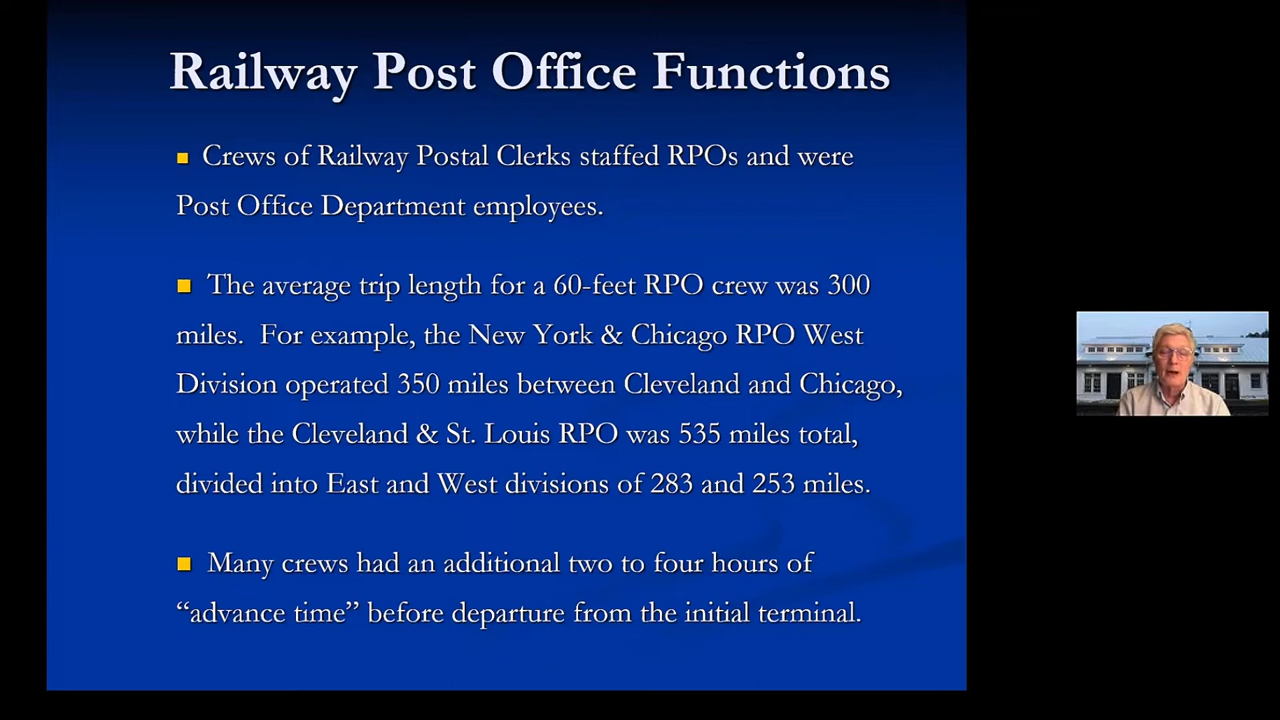 Railway Post Office Functions
Crews of Railway Postal Clerks staffed RPOs and were
Post Office Department employees.
The average trip length for a 60-feet RPO crew was 300
miles. For example, the New York & Chicago RPO West
Division operated 350 miles between Cleveland and Chicago,
while the Cleveland & St. Louis RPO was 535 miles total,
divided into East and West divisions of 283 and 253 miles.
Many crews had an additional two to four hours of
“advance time” before departure from the initial terminal.